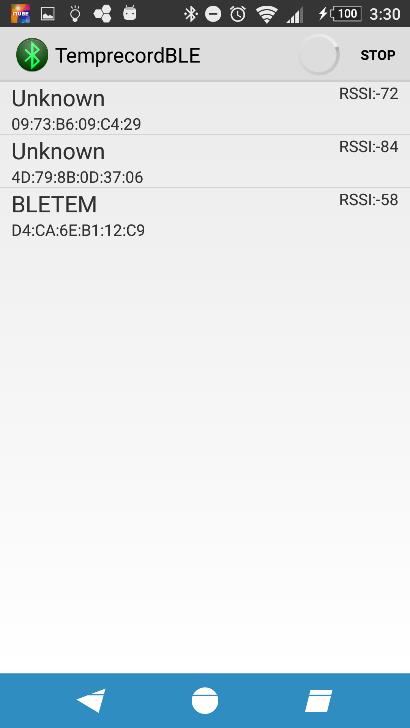 100 3:30
TemprecordBLE STOP
Unknown RSSI:-72
09:73:B6:09:C4:29
Unknown RSSI:-84
4D:79:8B:0D:37:06
BLETEM RSSI:-58
D4:CA:6E:B1:12:C9